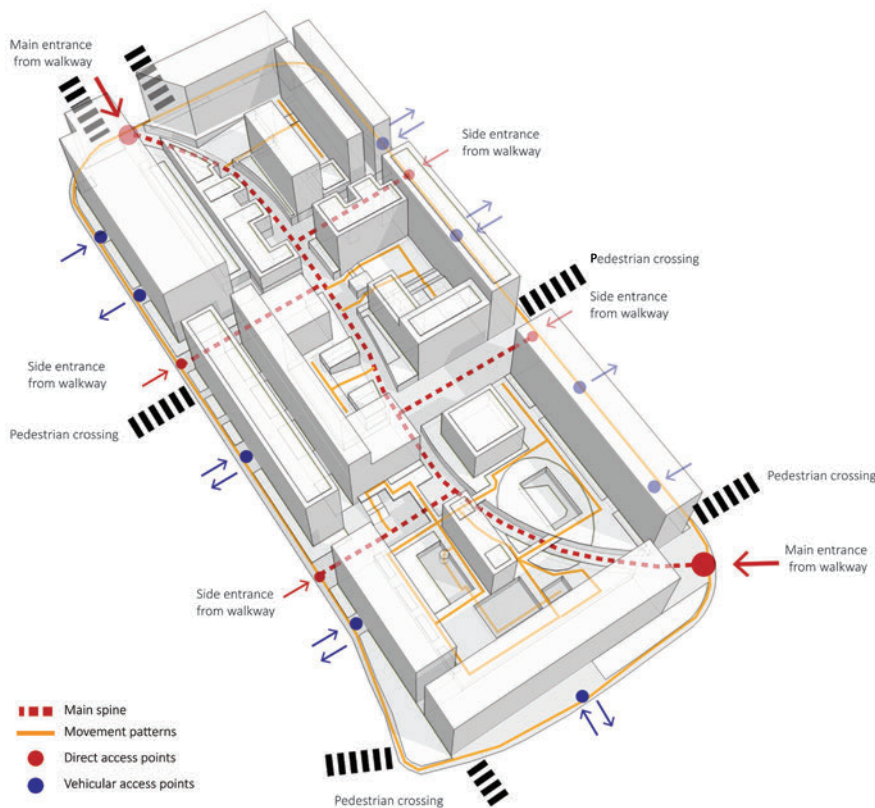 Main entrance
from walkway
Side entrance
from walkway
Pedestrian crossing
Side entrance
from walkway
Side entrance
from walkway
Pedestrian crossing
Pedestrian crossing
Main entrance
from walkway
Side entrance
from walkway
Main spine
Movement patterns
Direct access points
Vehicular access points
Pedestrian crossing